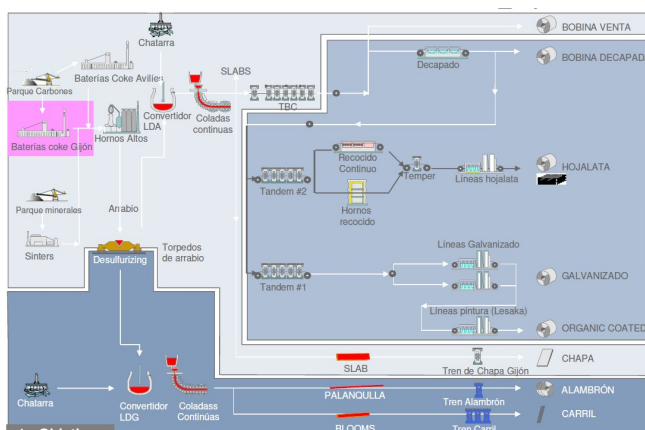 Chatarra
SLABS
BOBINA VENTA
Decapado
BOBINA DECAPAD
Parque Carbones
Baterías Coke Avilies
TBC
Convertidor
LDA
Coladas
continuas
Baterías coke Gijón
Hornos Altos
Recocido
Continuo
Temper
Líneas hojalata
HOJALATA
Tandem #2
Hornos
recocido
Parque minerales
Arrabio
Sinters
Desulfurizing
Torpedos
de arrabio
Líneas Galvanizado
Tandem #1
GALVANIZADO
Líneas pintura (Lesaka)
ORGANIC COATED
SLAB
Tren de Chapa Gijón
CHAPA
Chatarra
Convertidor
LDG
Coladass
Continúas
PALANQULLA
Tren Alambrón
ALAMBRÓN
BLOOMS
Tren Carril
CARRIL